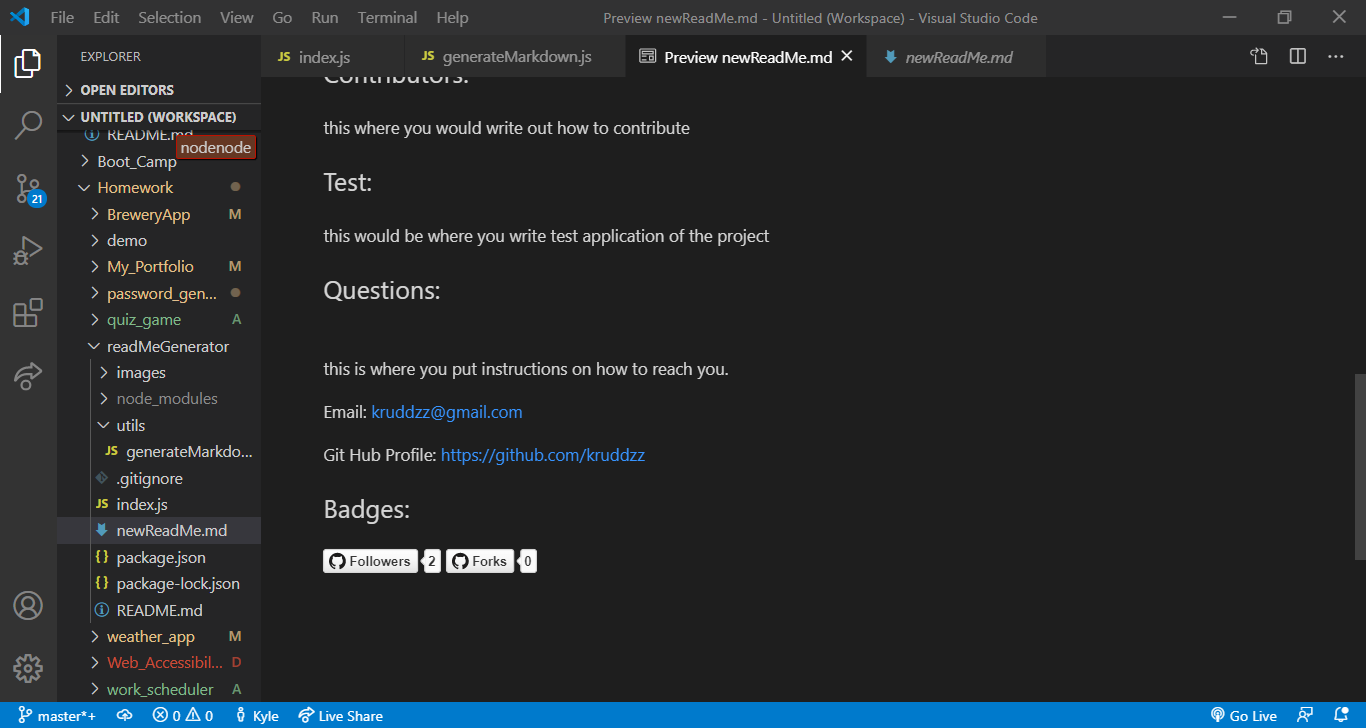 File Edit Selection View Go Run Terminal Help
Preview newReadMe.md - Untitled (Workspace) - Visual Studio Code
EXPLORER
JS index.js
JS generateMarkdown.js
Preview newReadMe.md
newReadMe.md
OPEN EDITORS
UNTITLED (WORKSPACE)
README.md
nodenode
Boot_Camp
Homework
BreweryApp M
demo
My_Portfolio M
password_gen...
quiz_game A
readMeGenerator
images
node_modules
utils
JS generateMarkdo...
.gitignore
JS index.js
newReadMe.md
{} package.json
{} package-lock.json
README.md
weather_app M
Web_Accessibil... D
work_scheduler A
21
Contributors:
this where you would write out how to contribute
Test:
this would be where you write test application of the project
Questions:
this is where you put instructions on how to reach you.
Email: kruddzz@gmail.com
Git Hub Profile: https://github.com/kruddzz
Badges:
Followers 2 Forks 0
master*+ 0 0 Kyle Live Share Go Live